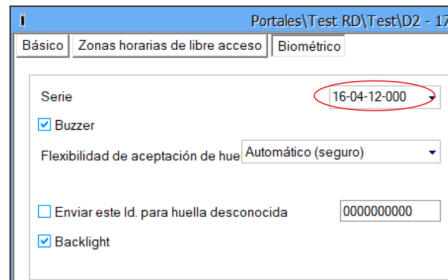 Portales\Test RD\Test\D2 - 17
Básico Zonas horarias de libre acceso Biométrico
Serie 16-04-12-000
Buzzer
Flexibilidad de aceptación de hue Automático (seguro)
Enviar este Id. para huella desconocida 0000000000
Backlight